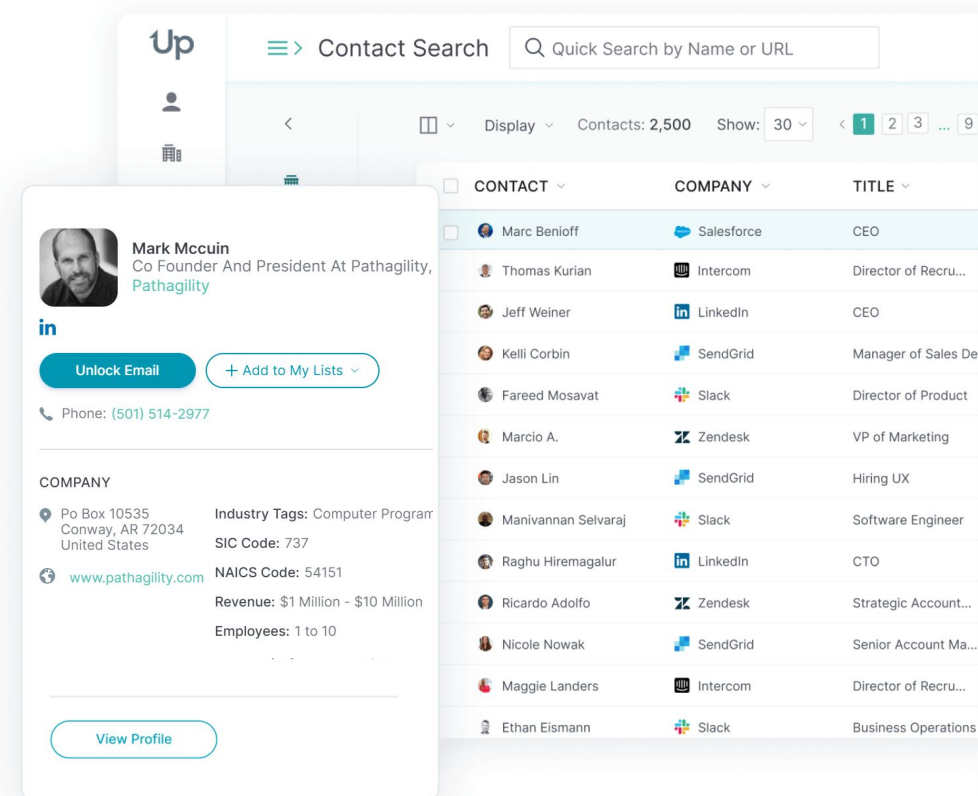 Up
Contact Search
Quick Search by Name or URL
Display
Contacts: 2,500
Show: 30
1 2 3 ... 9
CONTACT COMPANY TITLE
Marc Benioff Salesforce CEO
Thomas Kurian Intercom Director of Recru...
Jeff Weiner LinkedIn CEO
Kelli Corbin SendGrid Manager of Sales De
Fareed Mosavat Slack Director of Product
Marcio A. Zendesk VP of Marketing
Jason Lin SendGrid Hiring UX
Manivannan Selvaraj Slack Software Engineer
Raghu Hiremagalur LinkedIn CTO
Ricardo Adolfo Zendesk Strategic Account...
Nicole Nowak SendGrid Senior Account Ma...
Maggie Landers Intercom Director of Recru...
Ethan Eismann Slack Business Operations
Mark Mccuin
Co Founder And President At Pathagility,
Pathagility
in
Unlock Email
+ Add to My Lists
Phone: (501) 514-2977
COMPANY
Po Box 10535
Conway, AR 72034
United States
www.pathagility.com
Industry Tags: Computer Program
SIC Code: 737
NAICS Code: 54151
Revenue: $1 Million - $10 Million
Employees: 1 to 10
View Profile